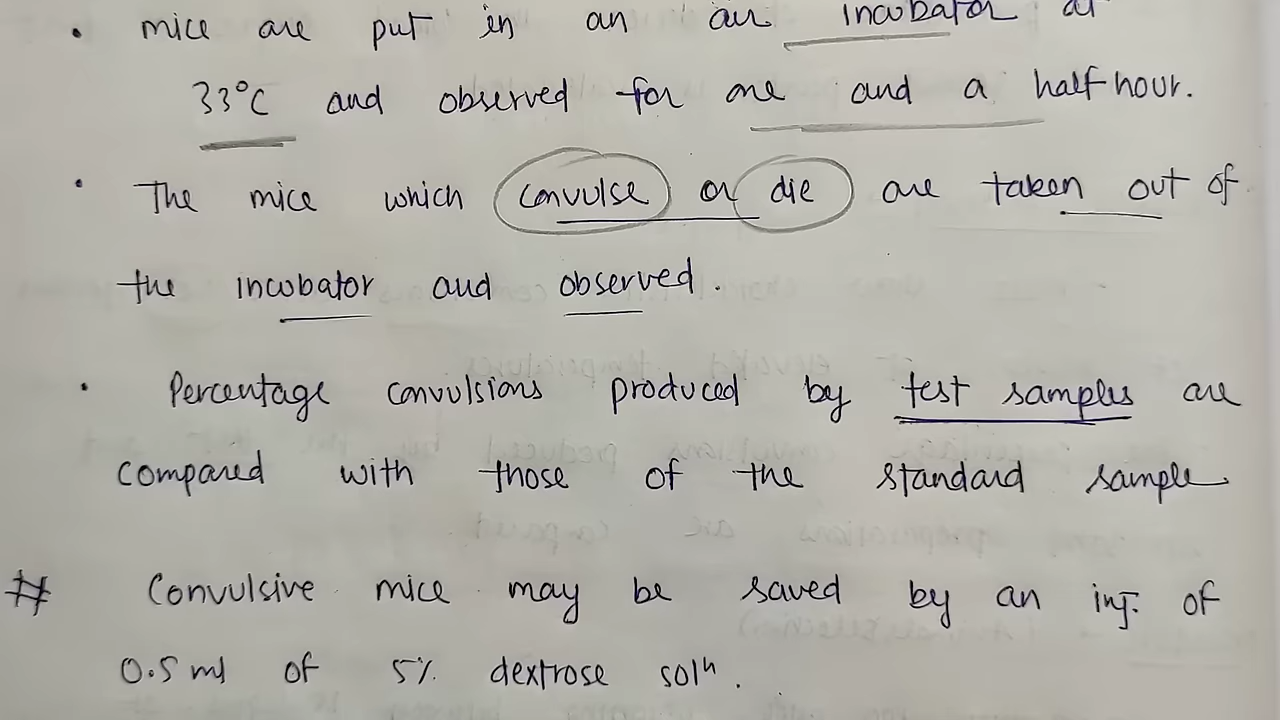 • mice are put in an air incubator at
33°C and observed for one and a half hour.
• The mice which convulse or die are taken out of
the incubator and observed.
• Percentage convulsions produced by test samples are
compared with those of the standard sample.
# Convulsive mice may be saved by an inj. of
0.5 ml of 5% dextrose solⁿ.